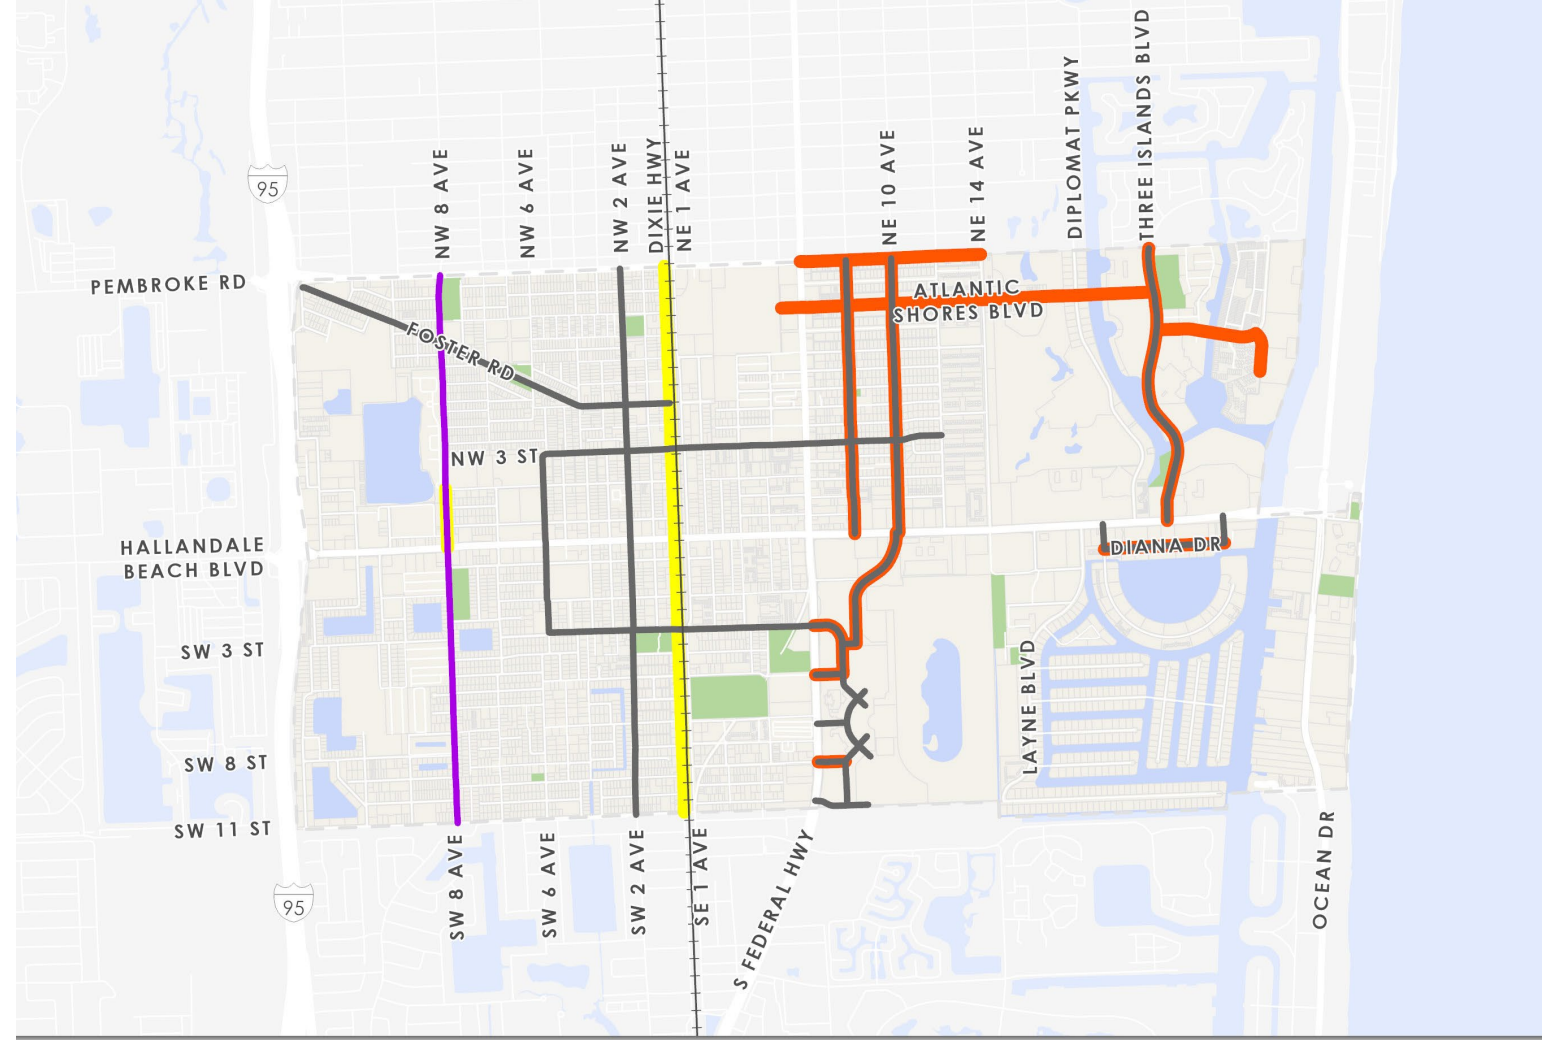 THREE ISLANDS BLVD
DIPLOMAT PKWY
NE 14 AVE
NE 10 AVE
NW 8 AVE
NW 6 AVE
NW 2 AVE
DIXIE HWY
NE 1 AVE
95
PEMBROKE RD
ATLANTIC
SHORES BLVD
FOSTER RD
NW 3 ST
HALLANDALE
BEACH BLVD
DIANA DR
SW 3 ST
LAYNE BLVD
SW 8 ST
SW 11 ST
SW 8 AVE
SW 6 AVE
SW 2 AVE
SE 1 AVE
S FEDERAL HWY
OCEAN DR
95